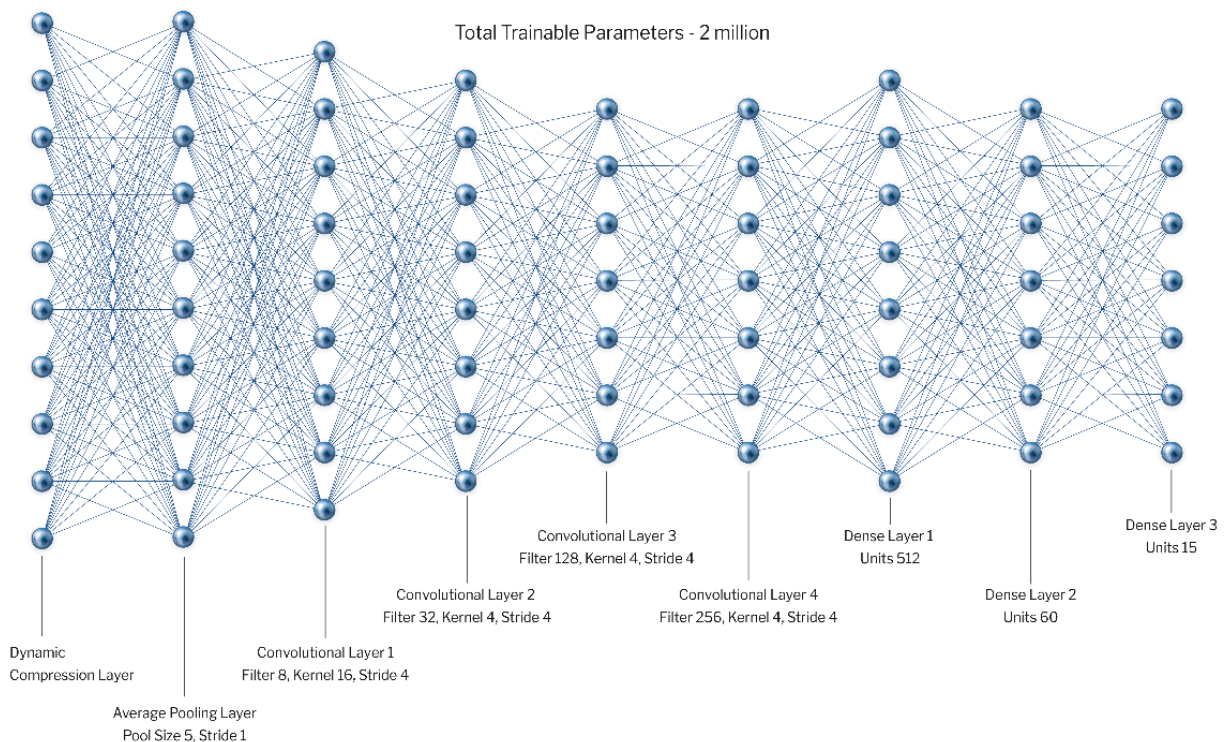 Total Trainable Parameters - 2 million
Dynamic
Compression Layer
Average Pooling Layer
Pool Size 5, Stride 1
Convolutional Layer 1
Filter 8, Kernel 16, Stride 4
Convolutional Layer 2
Filter 32, Kernel 4, Stride 4
Convolutional Layer 3
Filter 128, Kernel 4, Stride 4
Convolutional Layer 4
Filter 256, Kernel 4, Stride 4
Dense Layer 1
Units 512
Dense Layer 2
Units 60
Dense Layer 3
Units 15